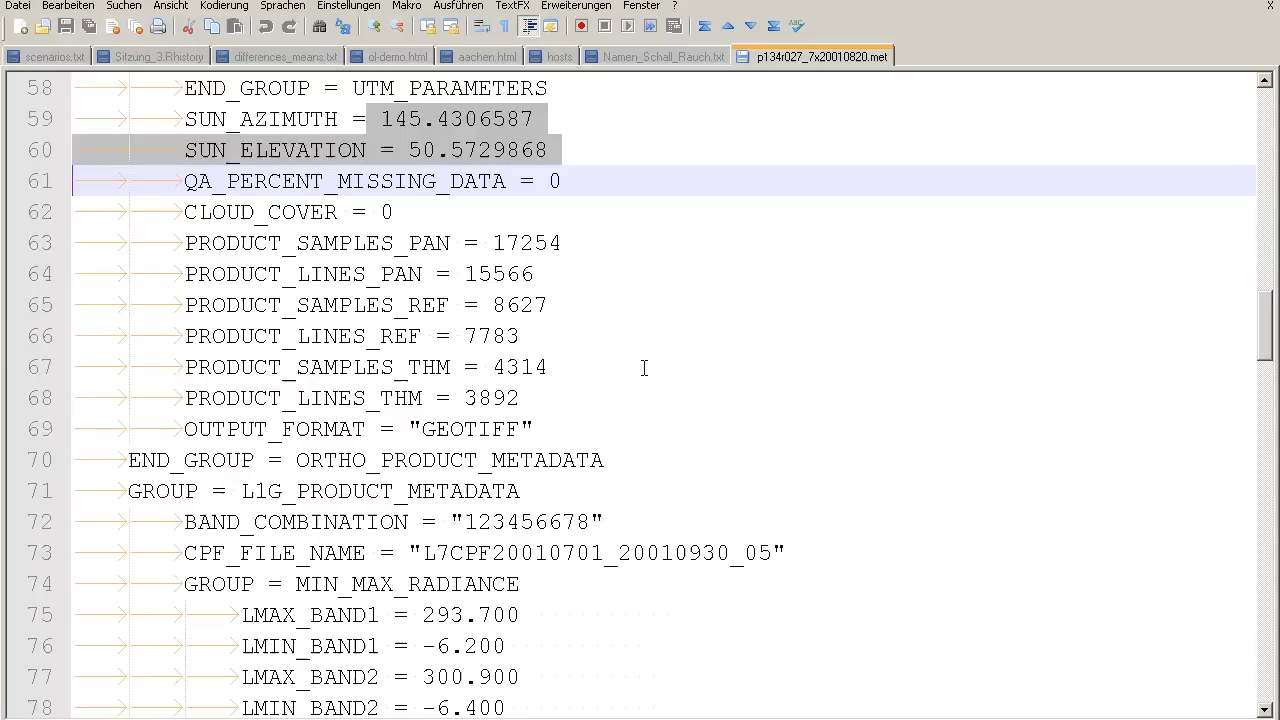 Datei Bearbeiten Suchen Ansicht Kodierung Sprachen Einstellungen Makro Ausführen TextFX Erweiterungen Fenster ? X
scenarios.txt Sitzung_3.Rhistory differences_means.txt ol-demo.html aachen.html hosts Namen_Schall_Rauch.txt p134r027_7x20010820.met
58 END_GROUP = UTM_PARAMETERS
59 SUN_AZIMUTH = 145.4306587
60 SUN_ELEVATION = 50.5729868
61 QA_PERCENT_MISSING_DATA = 0
62 CLOUD_COVER = 0
63 PRODUCT_SAMPLES_PAN = 17254
64 PRODUCT_LINES_PAN = 15566
65 PRODUCT_SAMPLES_REF = 8627
66 PRODUCT_LINES_REF = 7783
67 PRODUCT_SAMPLES_THM = 4314
68 PRODUCT_LINES_THM = 3892
69 OUTPUT_FORMAT = "GEOTIFF"
70 END_GROUP = ORTHO_PRODUCT_METADATA
71 GROUP = L1G_PRODUCT_METADATA
72 BAND_COMBINATION = "123456678"
73 CPF_FILE_NAME = "L7CPF20010701_20010930_05"
74 GROUP = MIN_MAX_RADIANCE
75 LMAX_BAND1 = 293.700
76 LMIN_BAND1 = -6.200
77 LMAX_BAND2 = 300.900
78 LMIN_BAND2 = -6.400